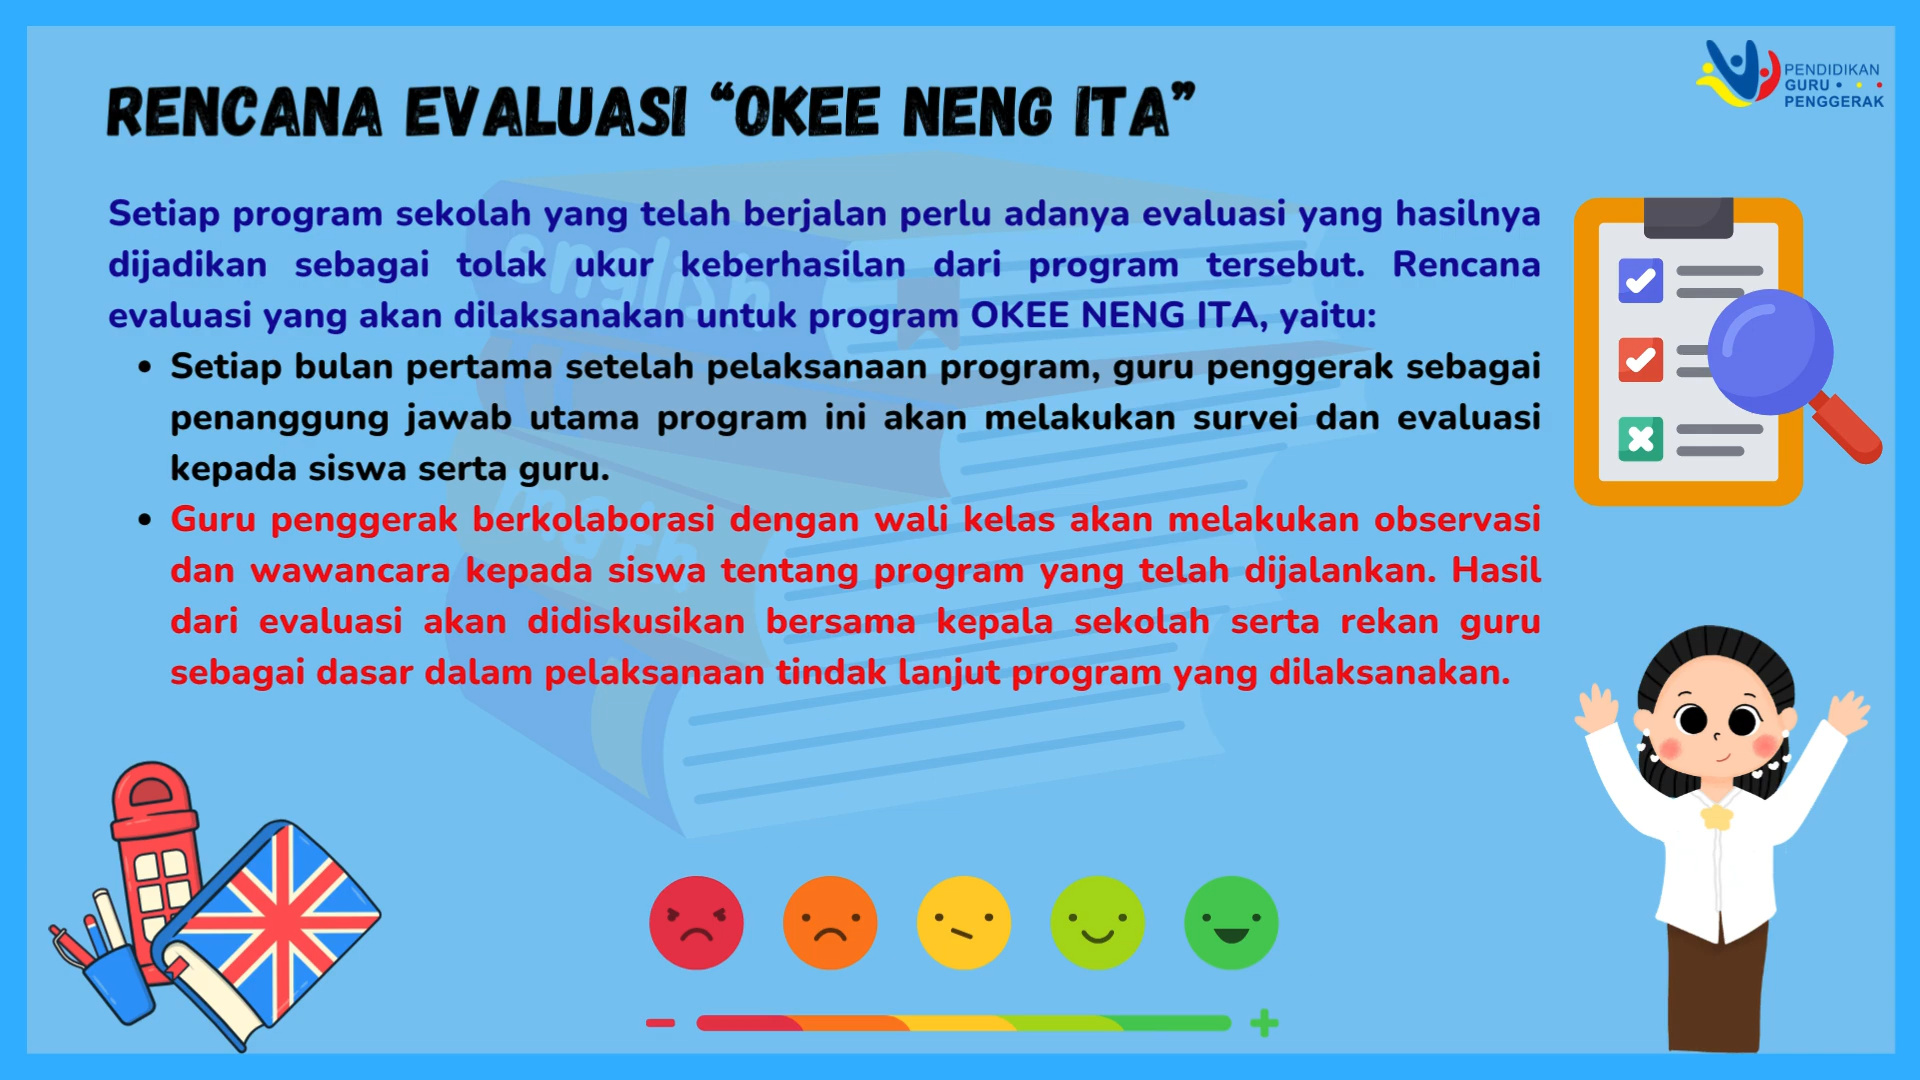 PENDIDIKAN
GURU
PENGGERAK
RENCANA EVALUASI “OKEE NENG ITA”
Setiap program sekolah yang telah berjalan perlu adanya evaluasi yang hasilnya
dijadikan sebagai tolak ukur keberhasilan dari program tersebut. Rencana
evaluasi yang akan dilaksanakan untuk program OKEE NENG ITA, yaitu:
• Setiap bulan pertama setelah pelaksanaan program, guru penggerak sebagai
penanggung jawab utama program ini akan melakukan survei dan evaluasi
kepada siswa serta guru.
• Guru penggerak berkolaborasi dengan wali kelas akan melakukan observasi
dan wawancara kepada siswa tentang program yang telah dijalankan. Hasil
dari evaluasi akan didiskusikan bersama kepala sekolah serta rekan guru
sebagai dasar dalam pelaksanaan tindak lanjut program yang dilaksanakan.
english
math